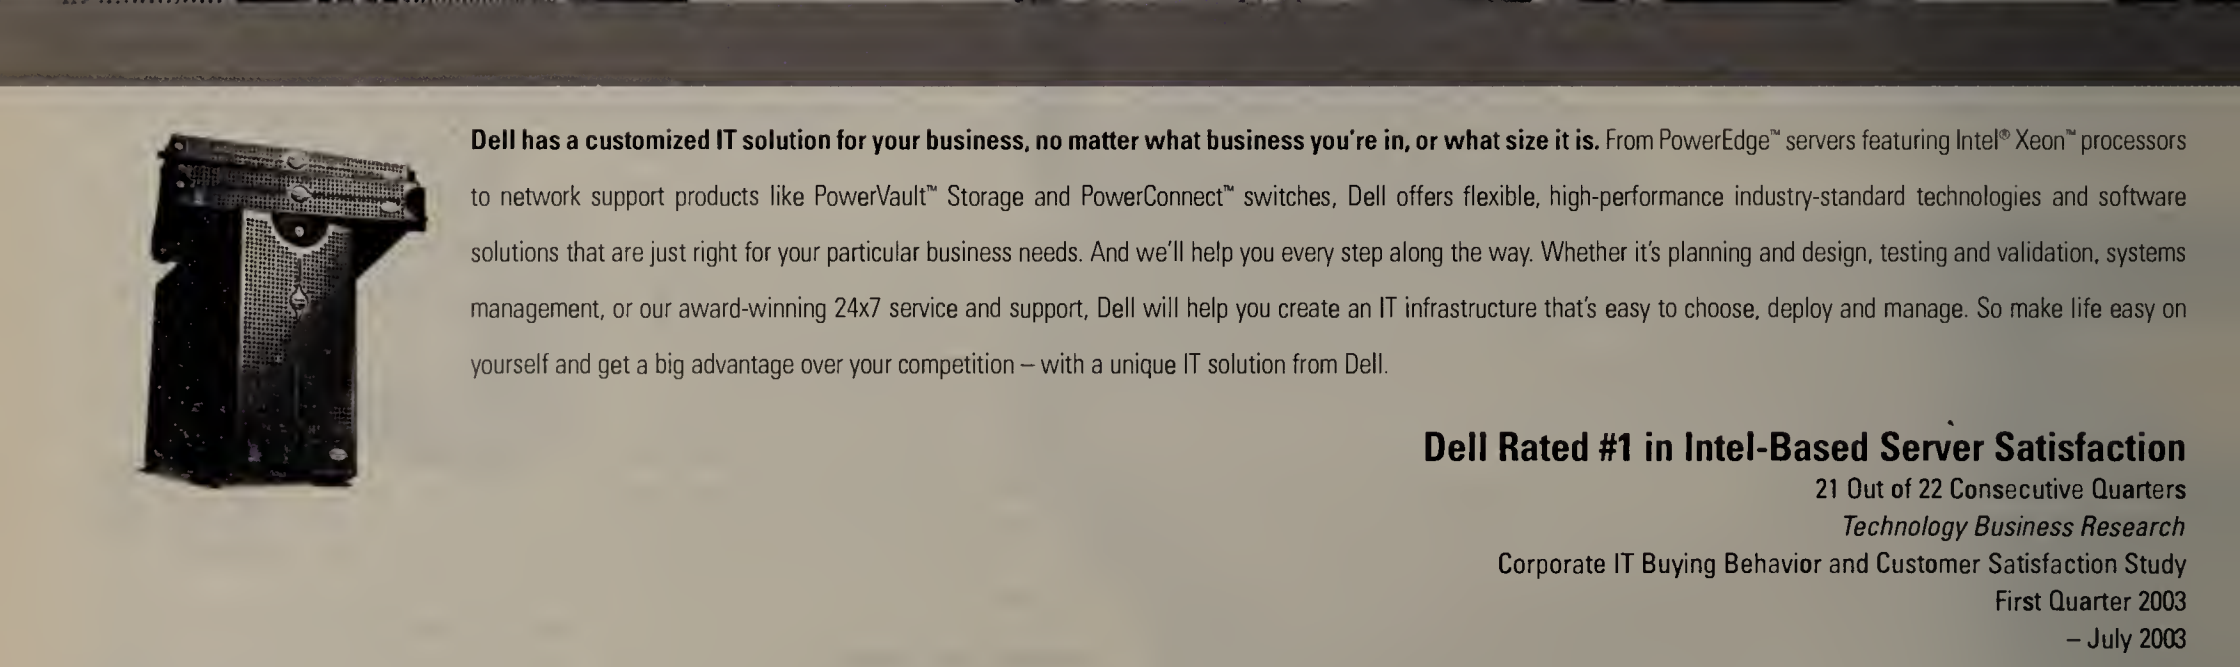 Dell has a customized IT solution for your business, no matter what business you're in, or what size it is. From PowerEdge™ servers featuring Intel® Xeon™ processors
to network support products like PowerVault™ Storage and PowerConnect™ switches, Dell offers flexible, high-performance industry-standard technologies and software
solutions that are just right for your particular business needs. And we'll help you every step along the way. Whether it's planning and design, testing and validation, systems
management, or our award-winning 24x7 service and support, Dell will help you create an IT infrastructure that's easy to choose, deploy and manage. So make life easy on
yourself and get a big advantage over your competition – with a unique IT solution from Dell.
Dell Rated #1 in Intel-Based Server Satisfaction
21 Out of 22 Consecutive Quarters
Technology Business Research
Corporate IT Buying Behavior and Customer Satisfaction Study
First Quarter 2003
– July 2003